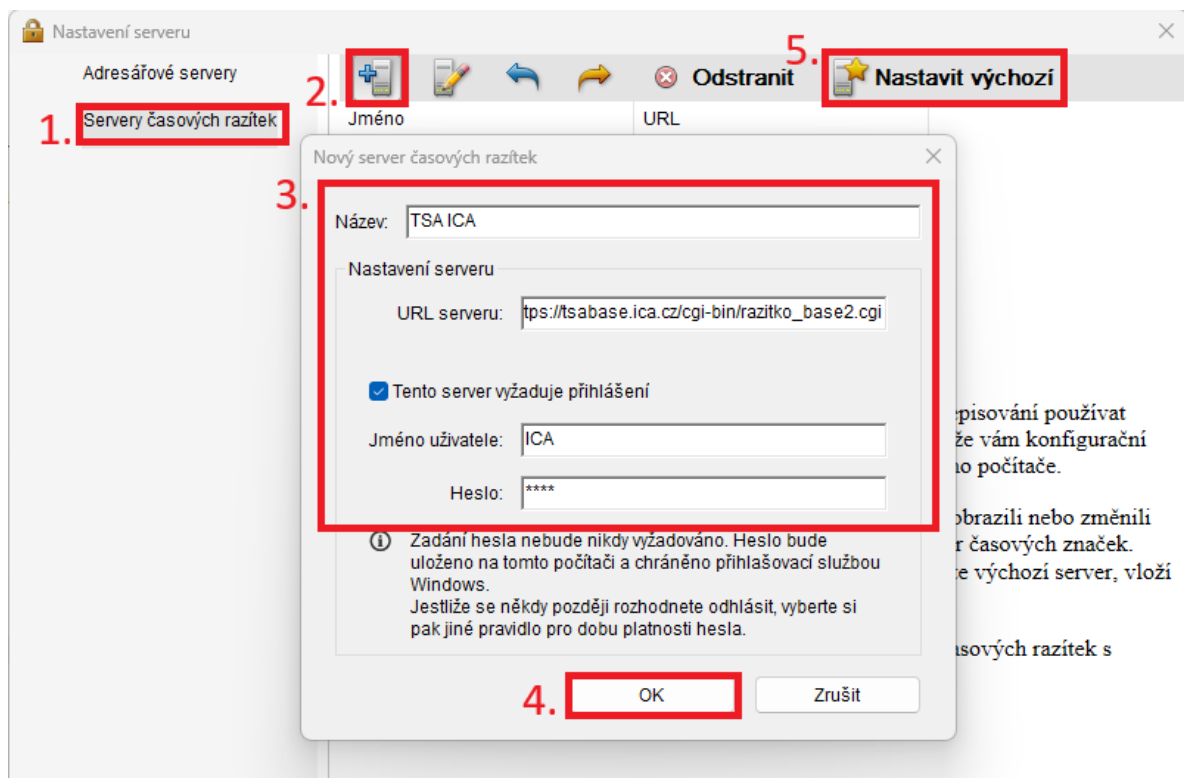 Nastavení serveru
Adresářové servery
5.
2.
Odstranit
Nastavit výchozí
1.
Servery časových razítek
Jméno
URL
Nový server časových razítek
3.
Název:
TSA ICA
Nastavení serveru
URL serveru:
tps://tsabase.ica.cz/cgi-bin/razitko_base2.cgi
Tento server vyžaduje přihlášení
Jméno uživatele:
ICA
Heslo:
****
Zadání hesla nebude nikdy vyžadováno. Heslo bude
uloženo na tomto počítači a chráněno přihlašovací službou
Windows.
Jestliže se někdy později rozhodnete odhlásit, vyberte si
pak jiné pravidlo pro dobu platnosti hesla.
4.
OK
Zrušit
episování používat
že vám konfigurační
ho počítače.
obrazili nebo změnili
r časových značek.
te výchozí server, vloží
asových razítek s